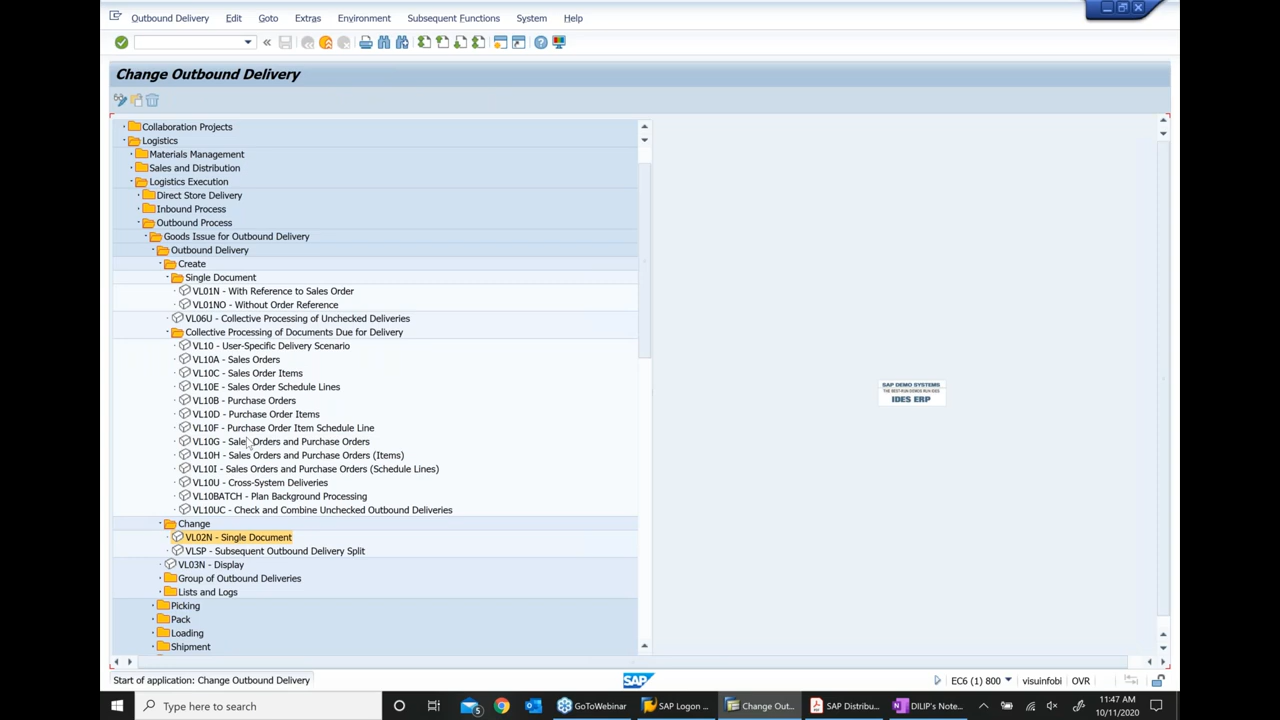 Outbound Delivery Edit Goto Extras Environment Subsequent Functions System Help
Change Outbound Delivery
Collaboration Projects
Logistics
Materials Management
Sales and Distribution
Logistics Execution
Direct Store Delivery
Inbound Process
Outbound Process
Goods Issue for Outbound Delivery
Outbound Delivery
Create
Single Document
VL01N - With Reference to Sales Order
VL01NO - Without Order Reference
VL06U - Collective Processing of Unchecked Deliveries
Collective Processing of Documents Due for Delivery
VL10 - User-Specific Delivery Scenario
VL10A - Sales Orders
VL10C - Sales Order Items
VL10E - Sales Order Schedule Lines
VL10B - Purchase Orders
VL10D - Purchase Order Items
VL10F - Purchase Order Item Schedule Line
VL10G - Sales Orders and Purchase Orders
VL10H - Sales Orders and Purchase Orders (Items)
VL10I - Sales Orders and Purchase Orders (Schedule Lines)
VL10U - Cross-System Deliveries
VL10BATCH - Plan Background Processing
VL10UC - Check and Combine Unchecked Outbound Deliveries
Change
VL02N - Single Document
VLSP - Subsequent Outbound Delivery Split
VL03N - Display
Group of Outbound Deliveries
Lists and Logs
Picking
Pack
Loading
Shipment
SAP DEMO SYSTEMS
THE BEST-RUN DEMOS RUN IDES
IDES ERP
Start of application: Change Outbound Delivery SAP EC6 (1) 800 visuinfobi OVR
Type here to search 5 GoToWebinar SAP Logon ... Change Out... SAP Distribu... DILIP's Note... 11:47 AM
10/11/2020